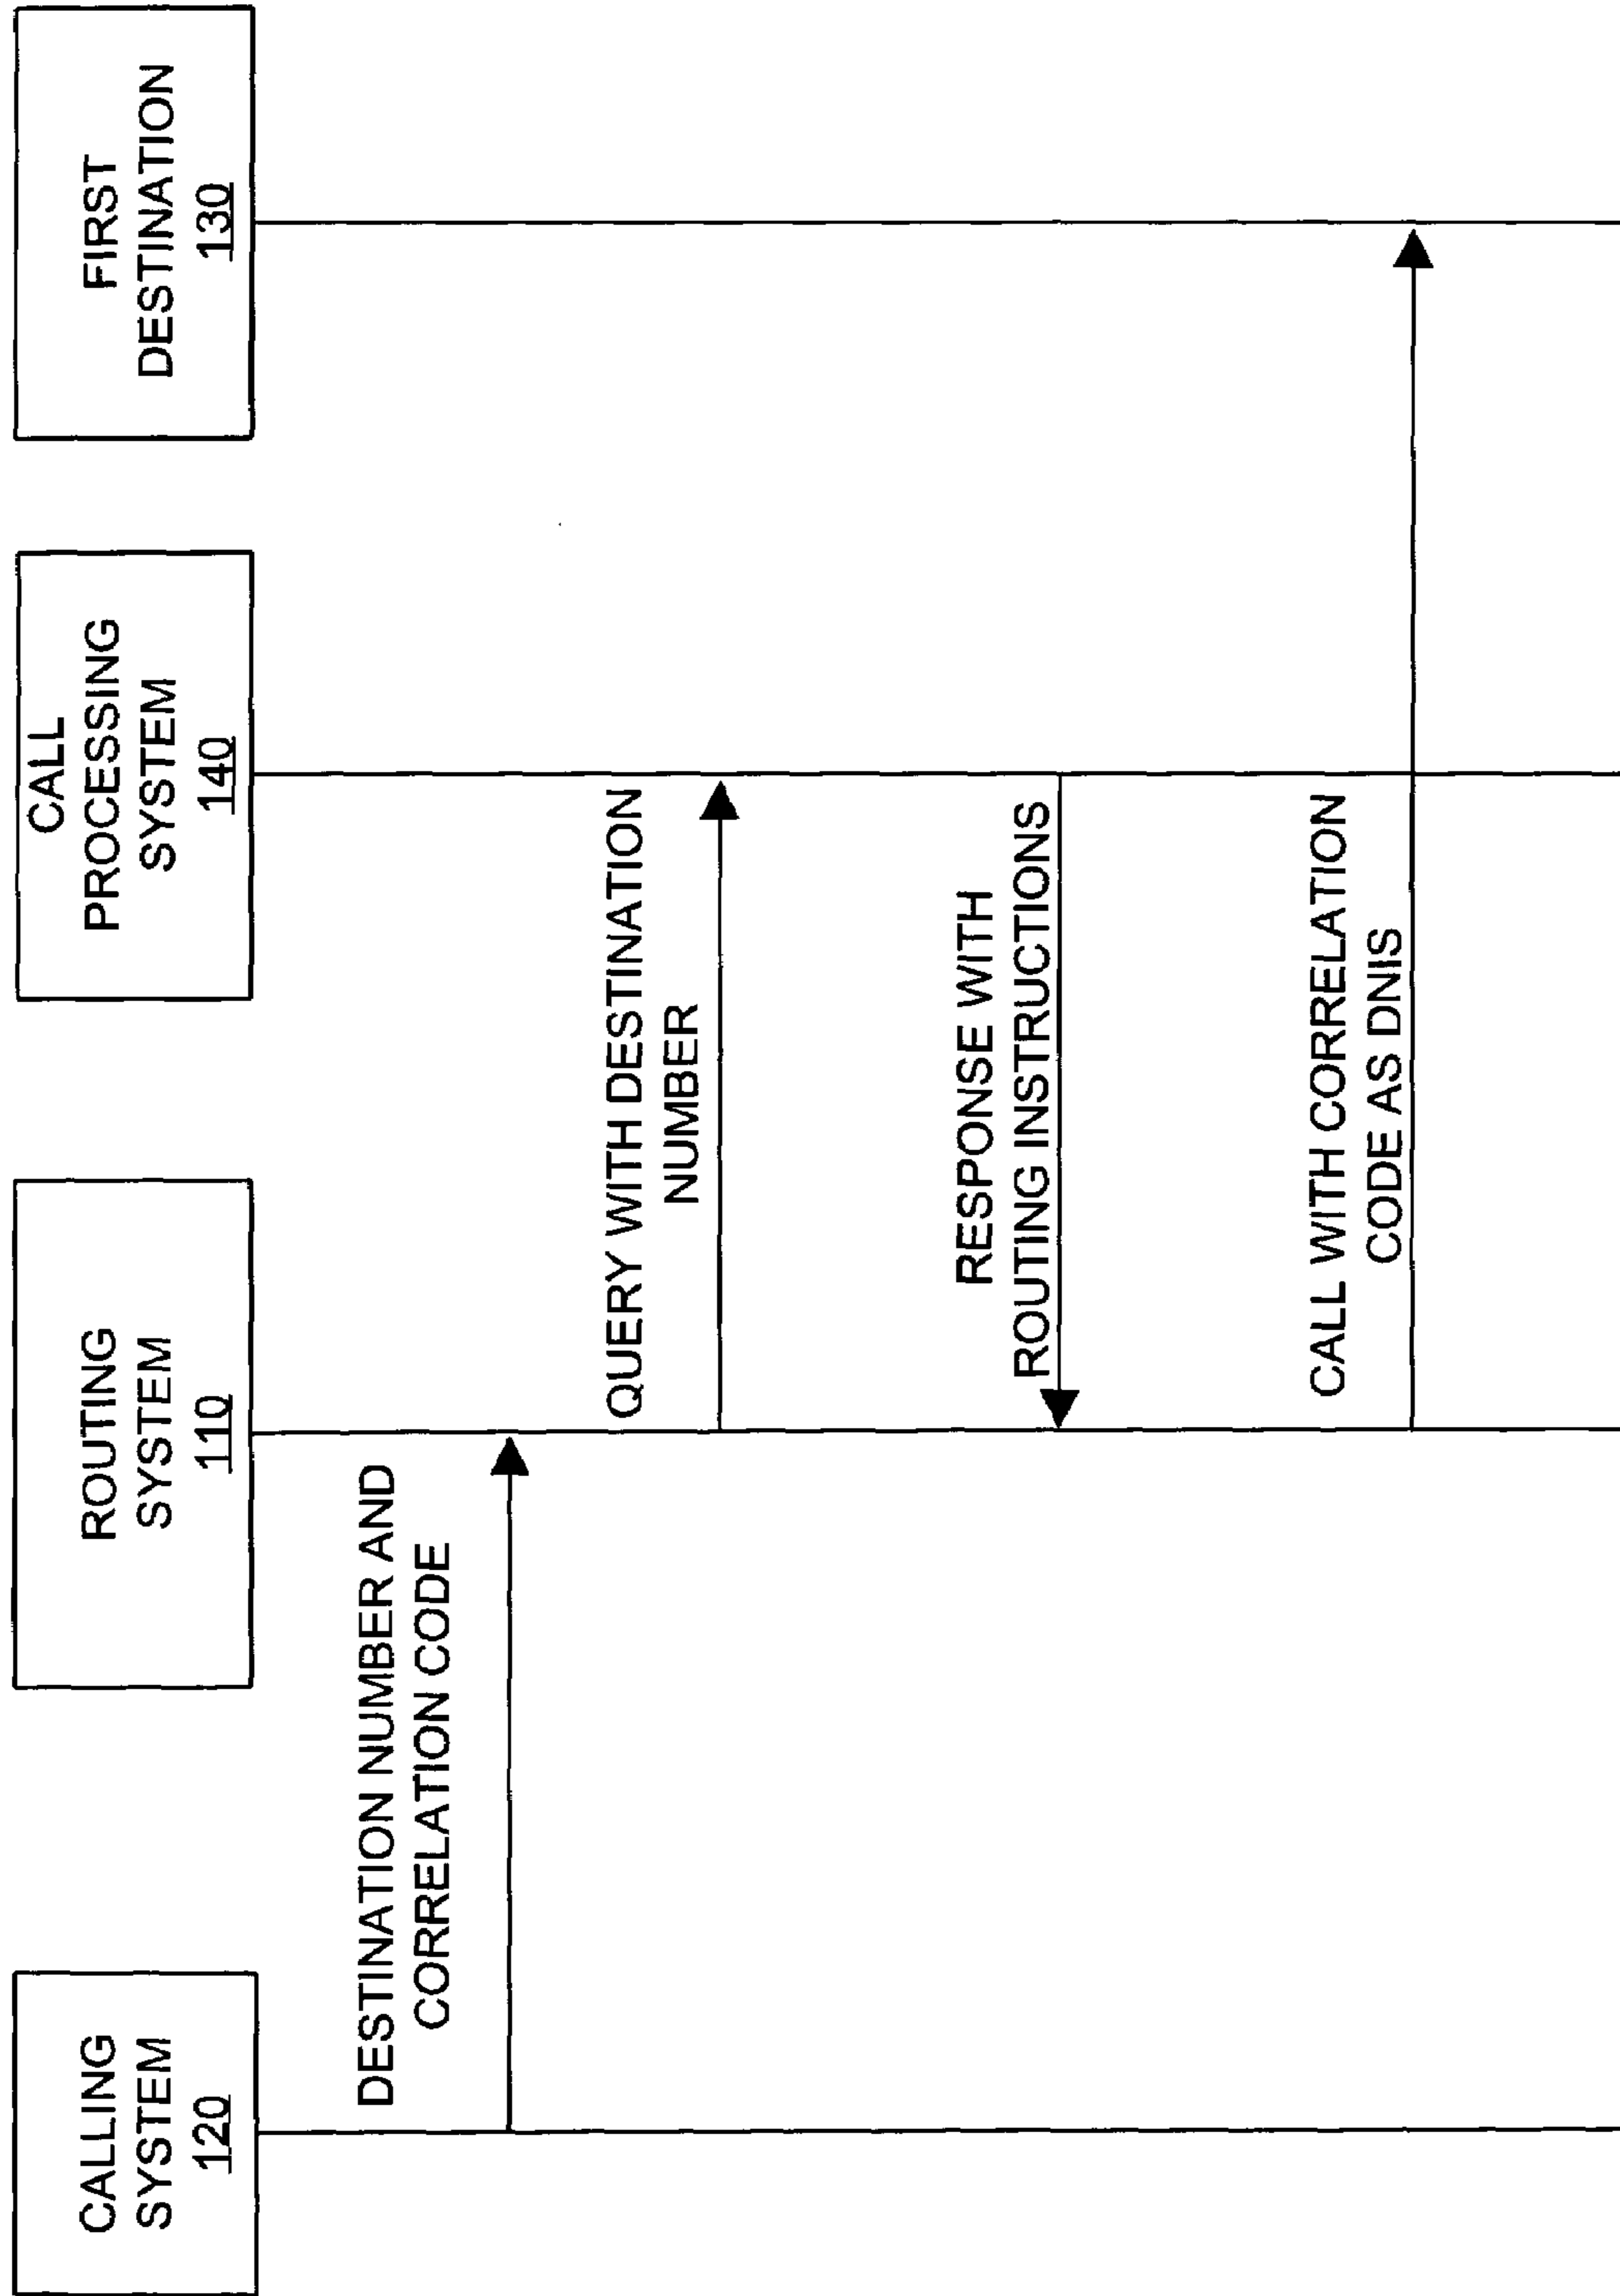 CALLING
SYSTEM
120
ROUTING
SYSTEM
110
CALL
PROCESSING
SYSTEM
140
FIRST
DESTINATION
130
DESTINATION NUMBER AND
CORRELATION CODE
QUERY WITH DESTINATION
NUMBER
RESPONSE WITH
ROUTING INSTRUCTIONS
CALL WITH CORRELATION
CODE AS DNIS